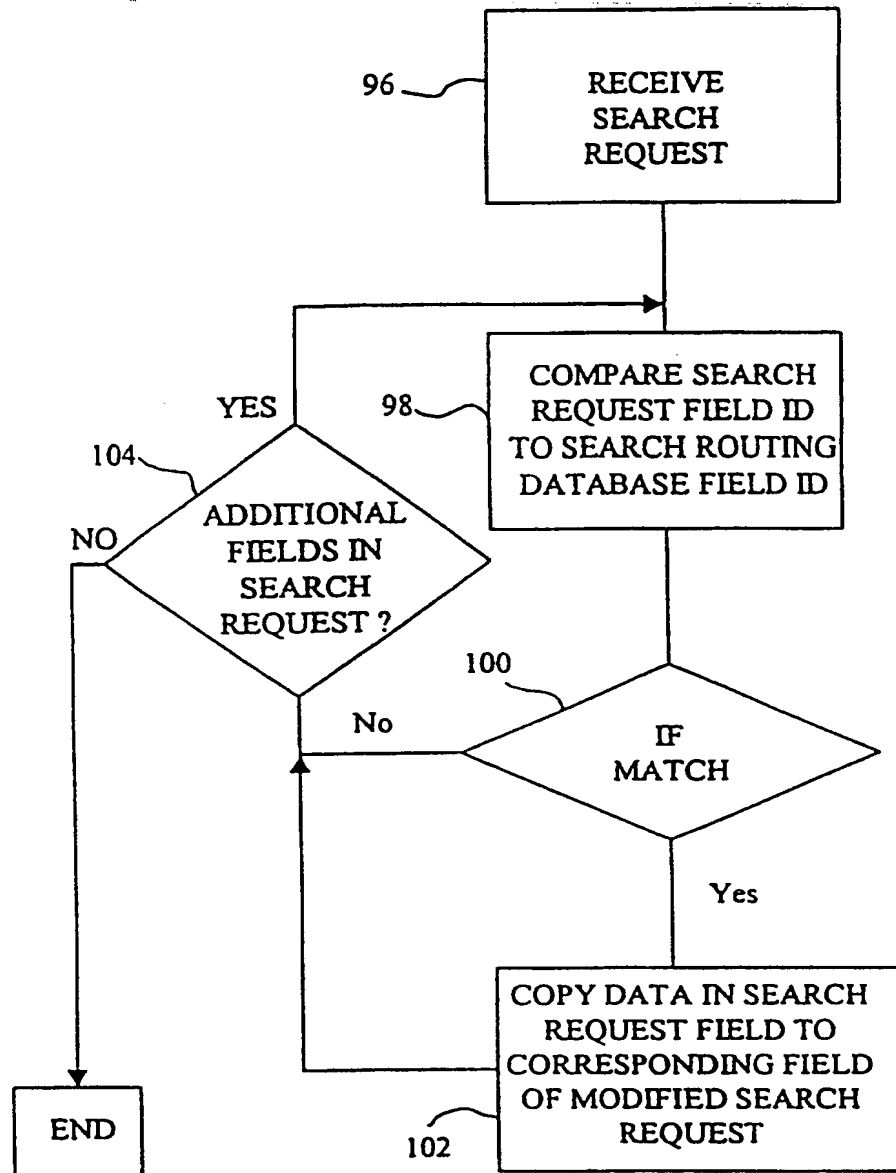 96
RECEIVE
SEARCH
REQUEST
YES
98
COMPARE SEARCH
REQUEST FIELD ID
TO SEARCH ROUTING
DATABASE FIELD ID
104
NO
ADDITIONAL
FIELDS IN
SEARCH
REQUEST ?
100
No
IF
MATCH
Yes
COPY DATA IN SEARCH
REQUEST FIELD TO
CORRESPONDING FIELD
OF MODIFIED SEARCH
REQUEST
102
END